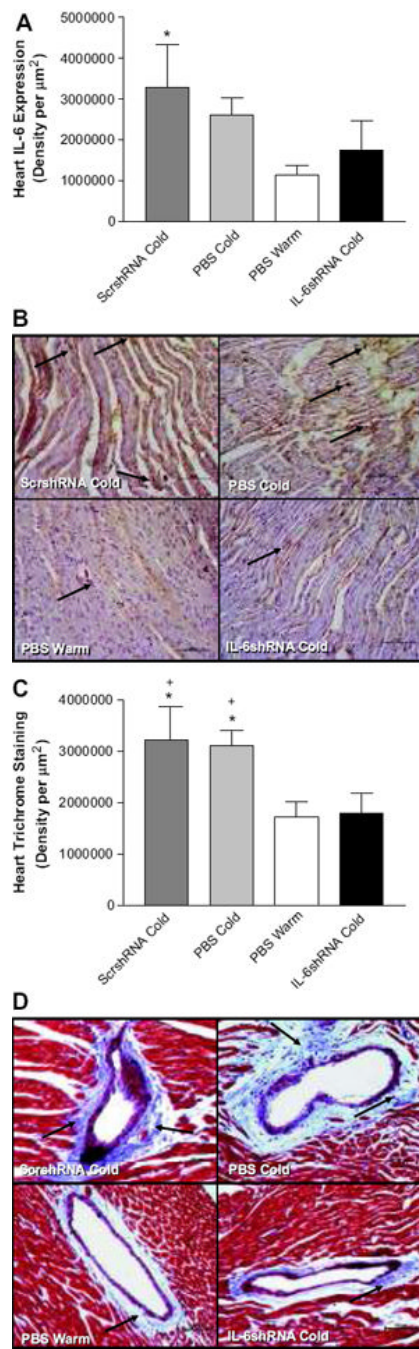 A
Heart IL-6 Expression
(Density per μm²)
5000000
4000000
3000000
2000000
1000000
0
*
ScrshRNA Cold
PBS Cold
PBS Warm
IL-6shRNA Cold
B
ScrshRNA Cold
PBS Cold
PBS Warm
IL-6shRNA Cold
C
Heart Trichrome Staining
(Density per μm²)
4000000
3000000
2000000
1000000
0
+
*
+
*
ScrshRNA Cold
PBS Cold
PBS Warm
IL-6shRNA Cold
D
ScrshRNA Cold
PBS Cold
PBS Warm
IL-6shRNA Cold